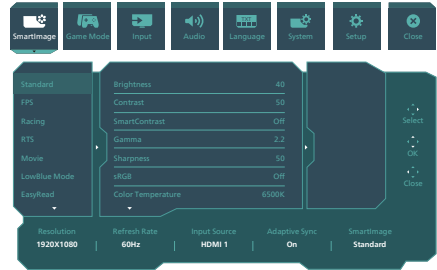 SmartImage
Game Mode
Input
Audio
TXT
Language
System
Setup
Close
Standard
FPS
Racing
RTS
Movie
LowBlue Mode
EasyRead
Brightness 40
Contrast 50
SmartContrast Off
Gamma 2.2
Sharpness 50
sRGB Off
Color Temperature 6500K
Select
OK
Close
Resolution Refresh Rate Input Source Adaptive Sync SmartImage
1920X1080 | 60Hz | HDMI 1 | On | Standard